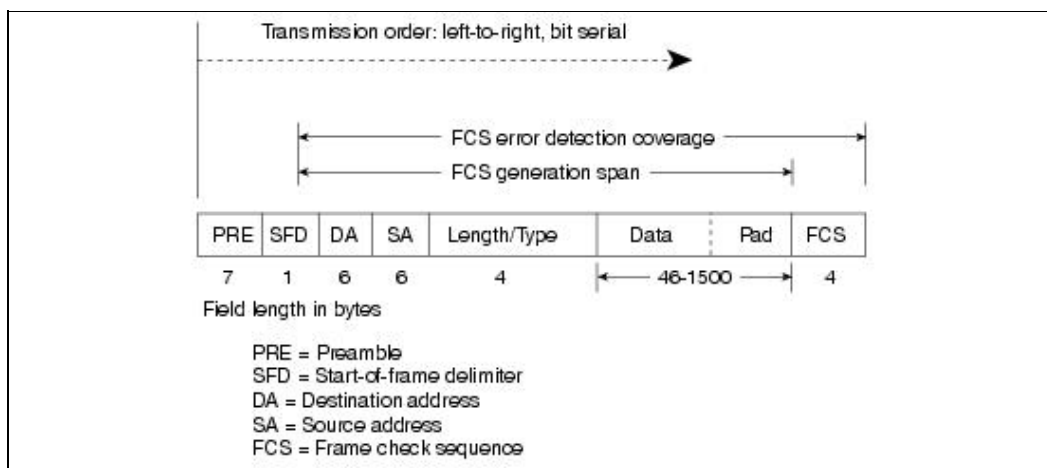 Transmission order: left-to-right, bit serial
FCS error detection coverage
FCS generation span
PRE SFD DA SA Length/Type Data Pad FCS
7 1 6 6 4 46-1500 4
Field length in bytes
PRE = Preamble
SFD = Start-of-frame delimiter
DA = Destination address
SA = Source address
FCS = Frame check sequence